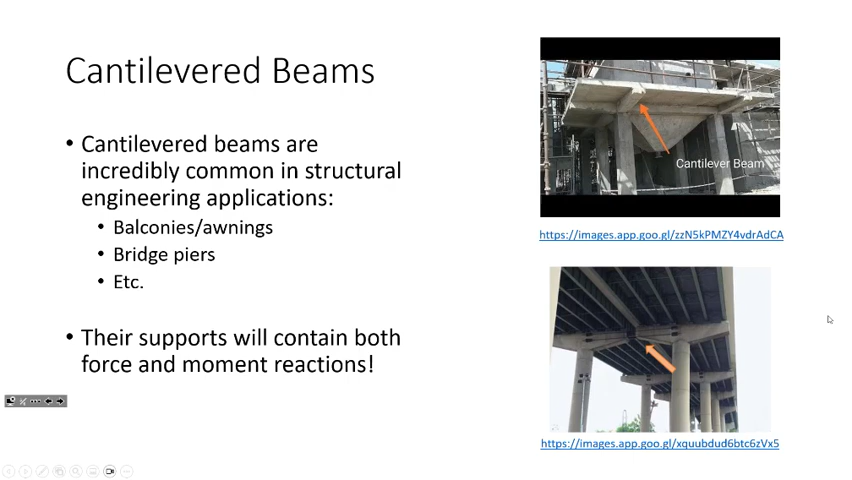 Cantilevered Beams
• Cantilevered beams are
incredibly common in structural
engineering applications:
• Balconies/awnings
• Bridge piers
• Etc.
• Their supports will contain both
force and moment reactions!
Cantilever Beam
https://images.app.goo.gl/zzN5kPMZY4vdrAdCA
https://images.app.goo.gl/xquubdud6btc6zVx5